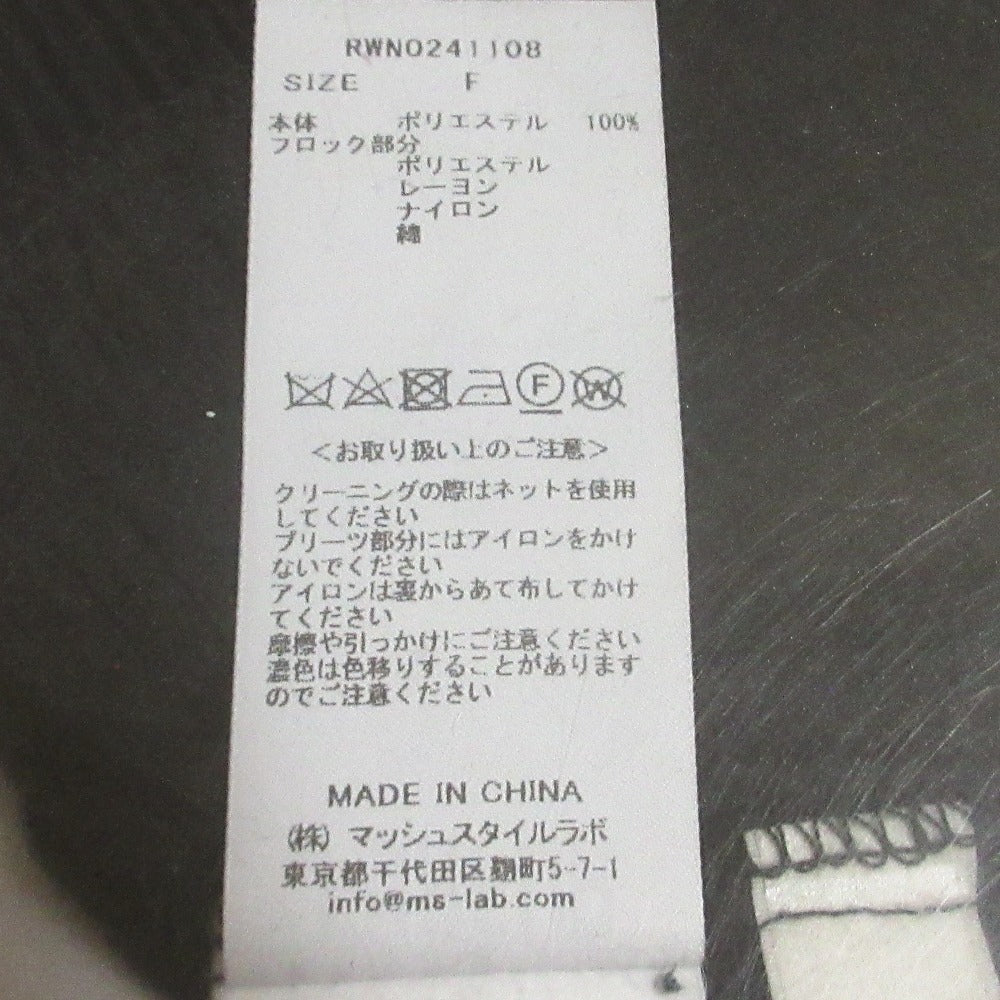 RWNO241108
SIZE F
本体 ポリエステル 100%
フロック部分
ポリエステル
レーヨン
ナイロン
綿
F
W
<お取り扱い上のご注意>
クリーニングの際はネットを使用
してください
プリーツ部分にはアイロンをかけ
ないでください
アイロンは裏からあて布してかけ
てください
摩擦や引っかけにご注意ください
濃色は色移りすることがあります
のでご注意ください
MADE IN CHINA
(株) マッシュスタイルラボ
東京都千代田区麹町5-7-1
info@ms-lab.com